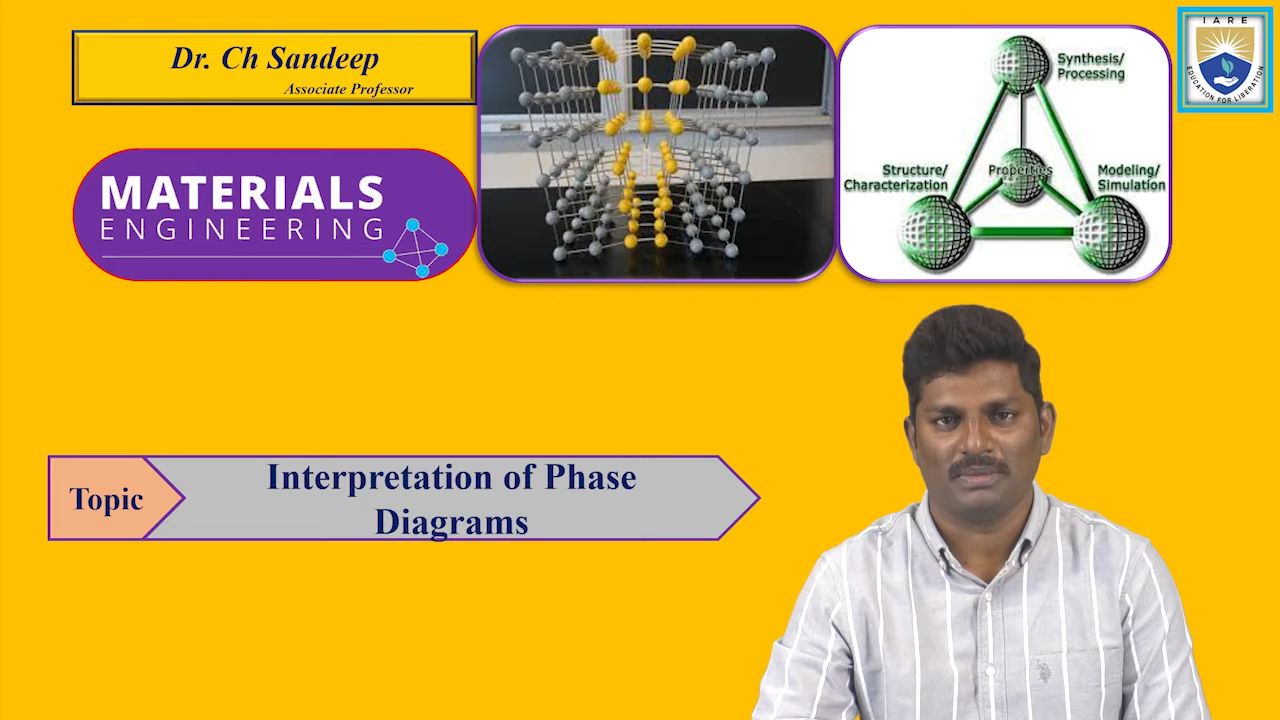 Dr. Ch Sandeep
Associate Professor
MATERIALS
ENGINEERING
Synthesis/
Processing
Structure/
Characterization
Properties
Modeling/
Simulation
IARE
EDUCATION FOR LIBERATION
Topic
Interpretation of Phase
Diagrams